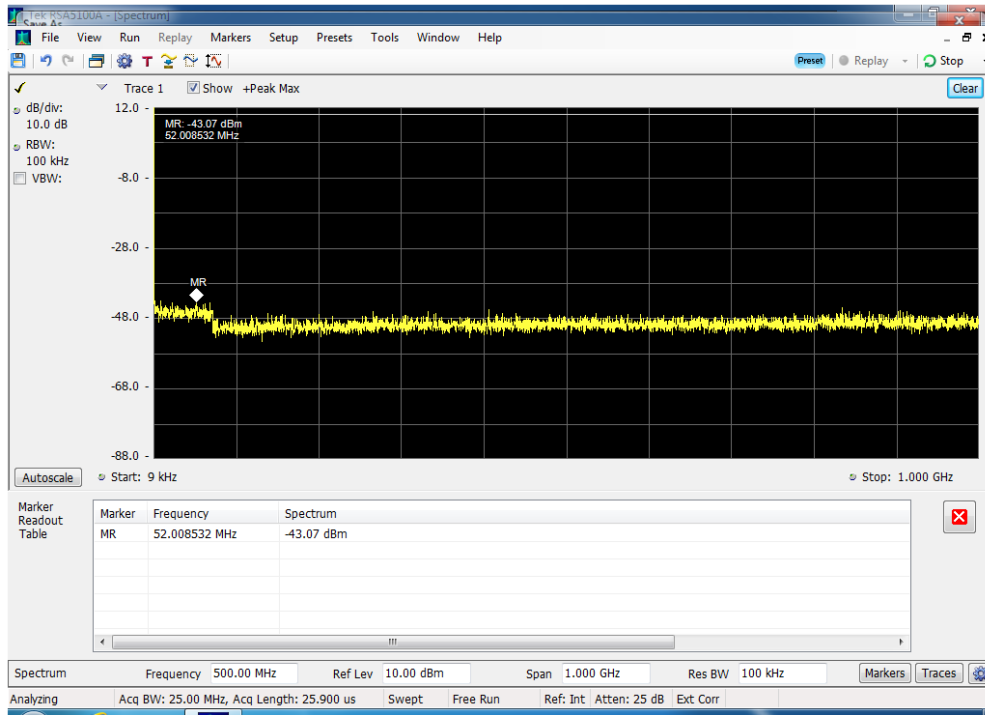 Tek RSA5100A - [Spectrum]
Save As
File View Run Replay Markers Setup Presets Tools Window Help
T Preset Replay Stop
Trace 1 Show +Peak Max Clear
dB/div:
10.0 dB
RBW:
100 kHz
VBW:
12.0
-8.0
-28.0
-48.0
-68.0
-88.0
MR: -43.07 dBm
52.008532 MHz
MR
Autoscale Start: 9 kHz Stop: 1.000 GHz
Marker
Readout
Table
Marker Frequency Spectrum
MR 52.008532 MHz -43.07 dBm
Spectrum Frequency 500.00 MHz Ref Lev 10.00 dBm Span 1.000 GHz Res BW 100 kHz Markers Traces
Analyzing Acq BW: 25.00 MHz, Acq Length: 25.900 us Swept Free Run Ref: Int Atten: 25 dB Ext Corr